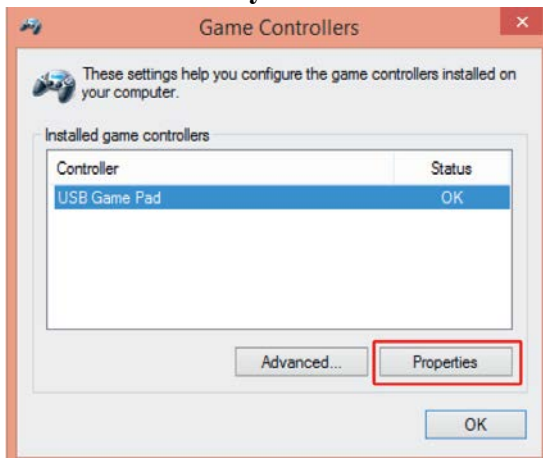 y
Game Controllers
These settings help you configure the game controllers installed on
your computer.
Installed game controllers
Controller Status
USB Game Pad OK
Advanced... Properties
OK